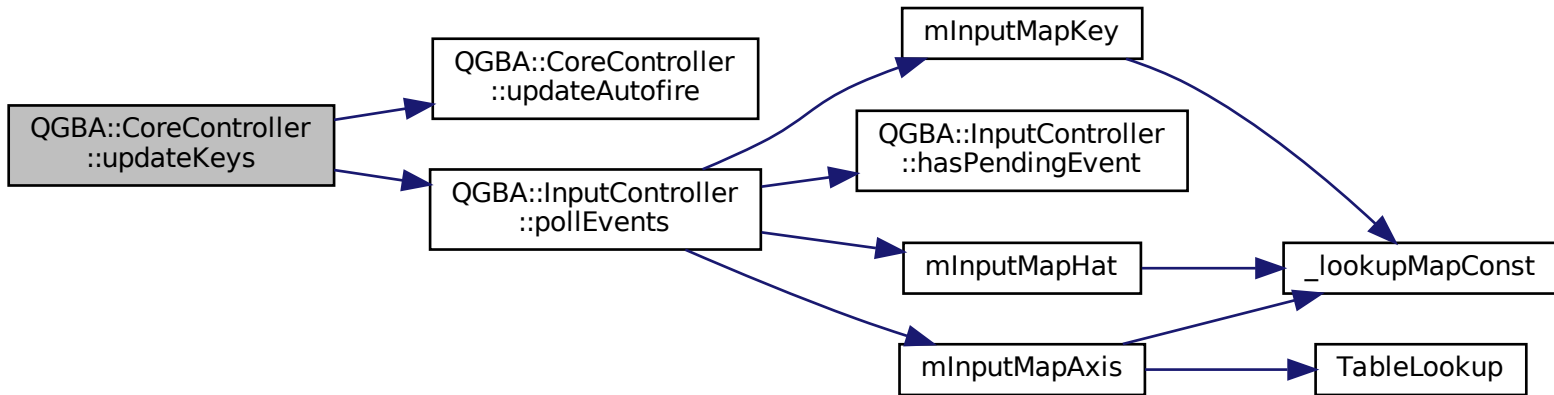 QGBA::CoreController
::updateKeys
QGBA::CoreController
::updateAutofire
QGBA::InputController
::pollEvents
mInputMapKey
QGBA::InputController
::hasPendingEvent
mInputMapHat
mInputMapAxis
_lookupMapConst
TableLookup